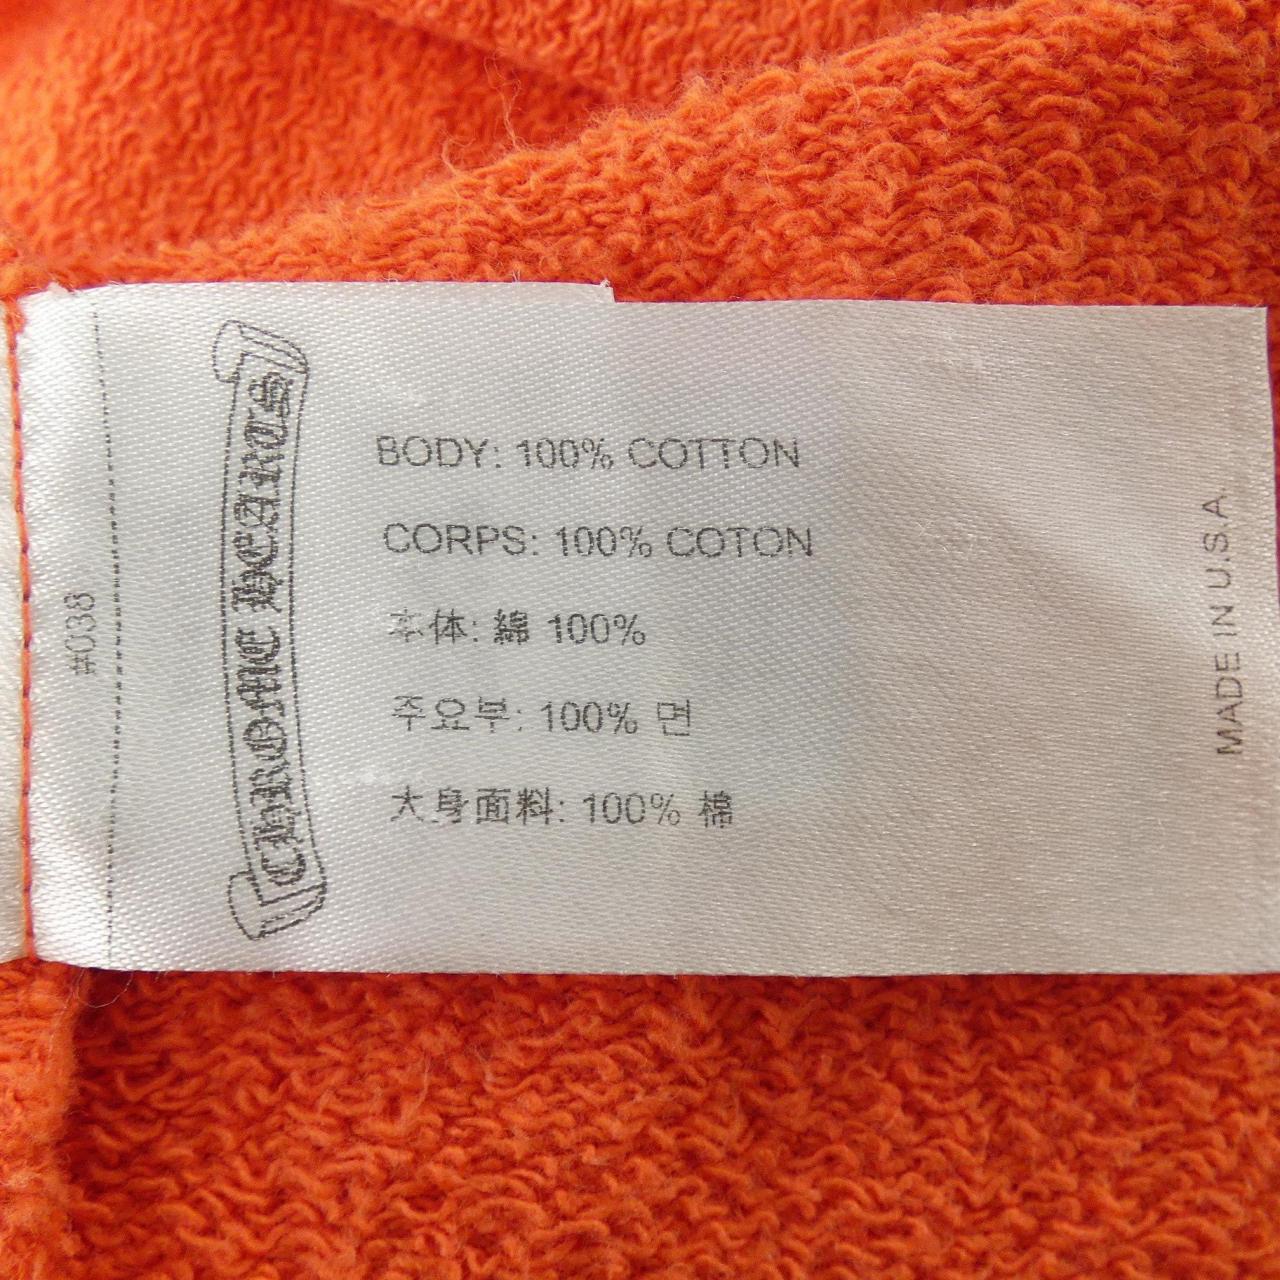 #038
CHROME HEARTS
BODY: 100% COTTON
CORPS: 100% COTON
本体: 綿 100%
주요부: 100% 면
大身面料: 100% 棉
MADE IN U.S.A.